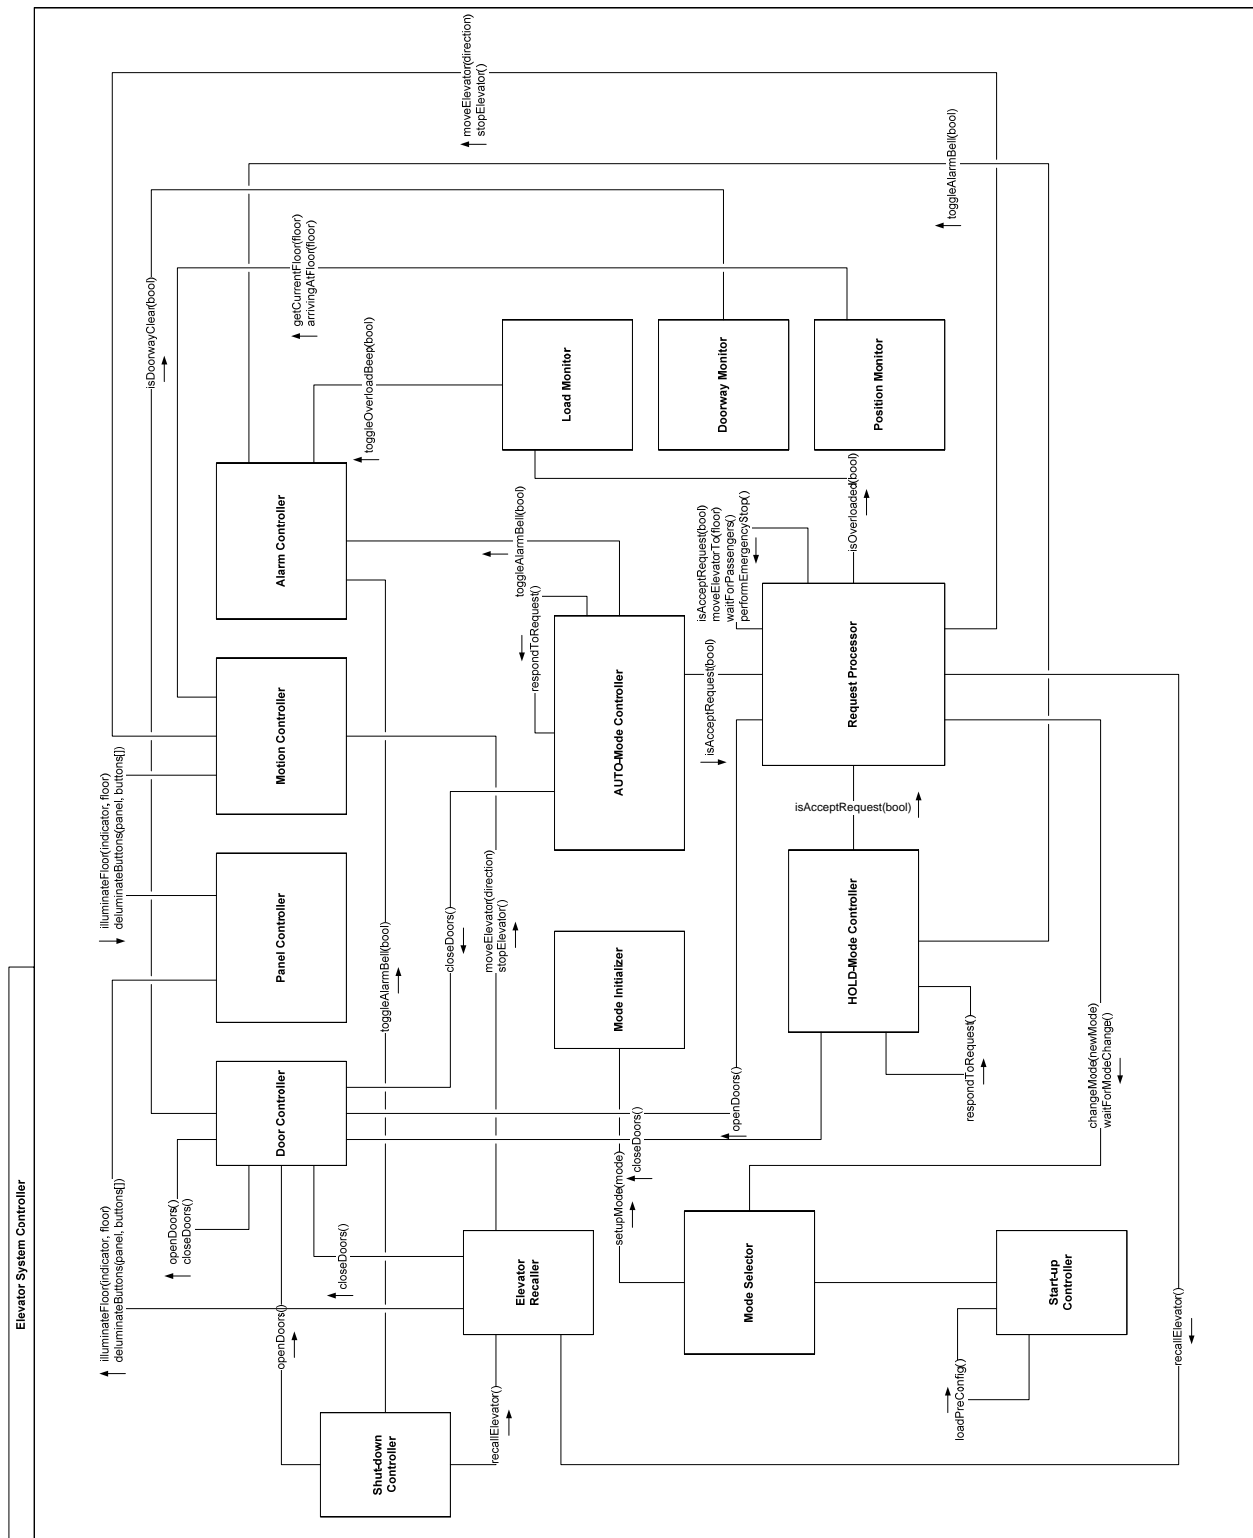 Elevator System Controller
moveElevator(direction)
stopElevator()
toggleAlarmBell(bool)
isDoorwayClear(bool)
getCurrentFloor(floor)
arrivingAtFloor(floor)
toggleOverloadBeep(bool)
Load Monitor
Doorway Monitor
Position Monitor
Alarm Controller
toggleAlarmBell(bool)
respondToRequest()
isAcceptRequest(bool)
moveElevatorTo(floor)
waitForPassengers()
performEmergencyStop()
isOverloaded(bool)
Motion Controller
AUTO-Mode Controller
isAcceptRequest(bool)
Request Processor
illuminateFloor(indicator, floor)
deluminateButtons(panel, buttons[])
Panel Controller
toggleAlarmBell(bool)
closeDoors()
moveElevator(direction)
stopElevator()
Mode Initializer
isAcceptRequest(bool)
HOLD-Mode Controller
respondToRequest()
changeMode(newMode)
waitForModeChange()
Door Controller
openDoors()
closeDoors()
setupMode(mode)
openDoors()
closeDoors()
closeDoors()
illuminateFloor(indicator, floor)
deluminateButtons(panel, buttons[])
openDoors()
Elevator
Recaller
Mode Selector
Start-up
Controller
loadPreConfig()
recallElevator()
Shut-down
Controller
recallElevator()